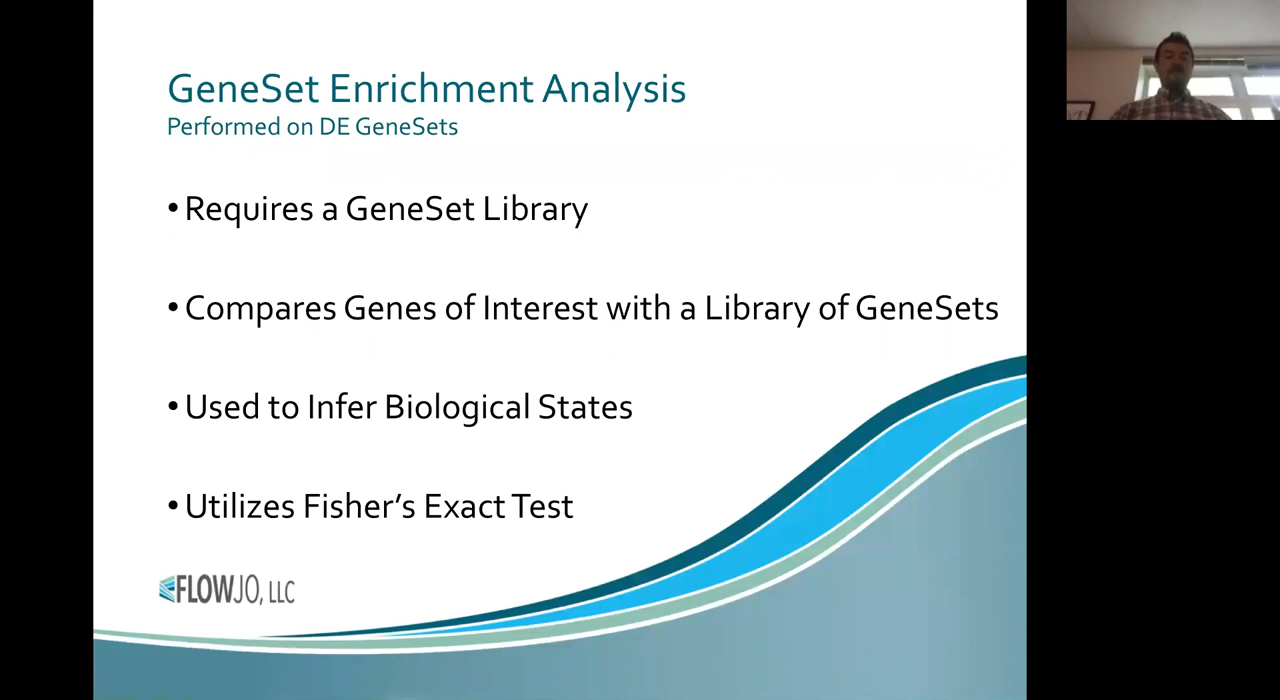 GeneSet Enrichment Analysis
Performed on DE GeneSets
• Requires a GeneSet Library
• Compares Genes of Interest with a Library of GeneSets
• Used to Infer Biological States
• Utilizes Fisher’s Exact Test
FLOWJO, LLC